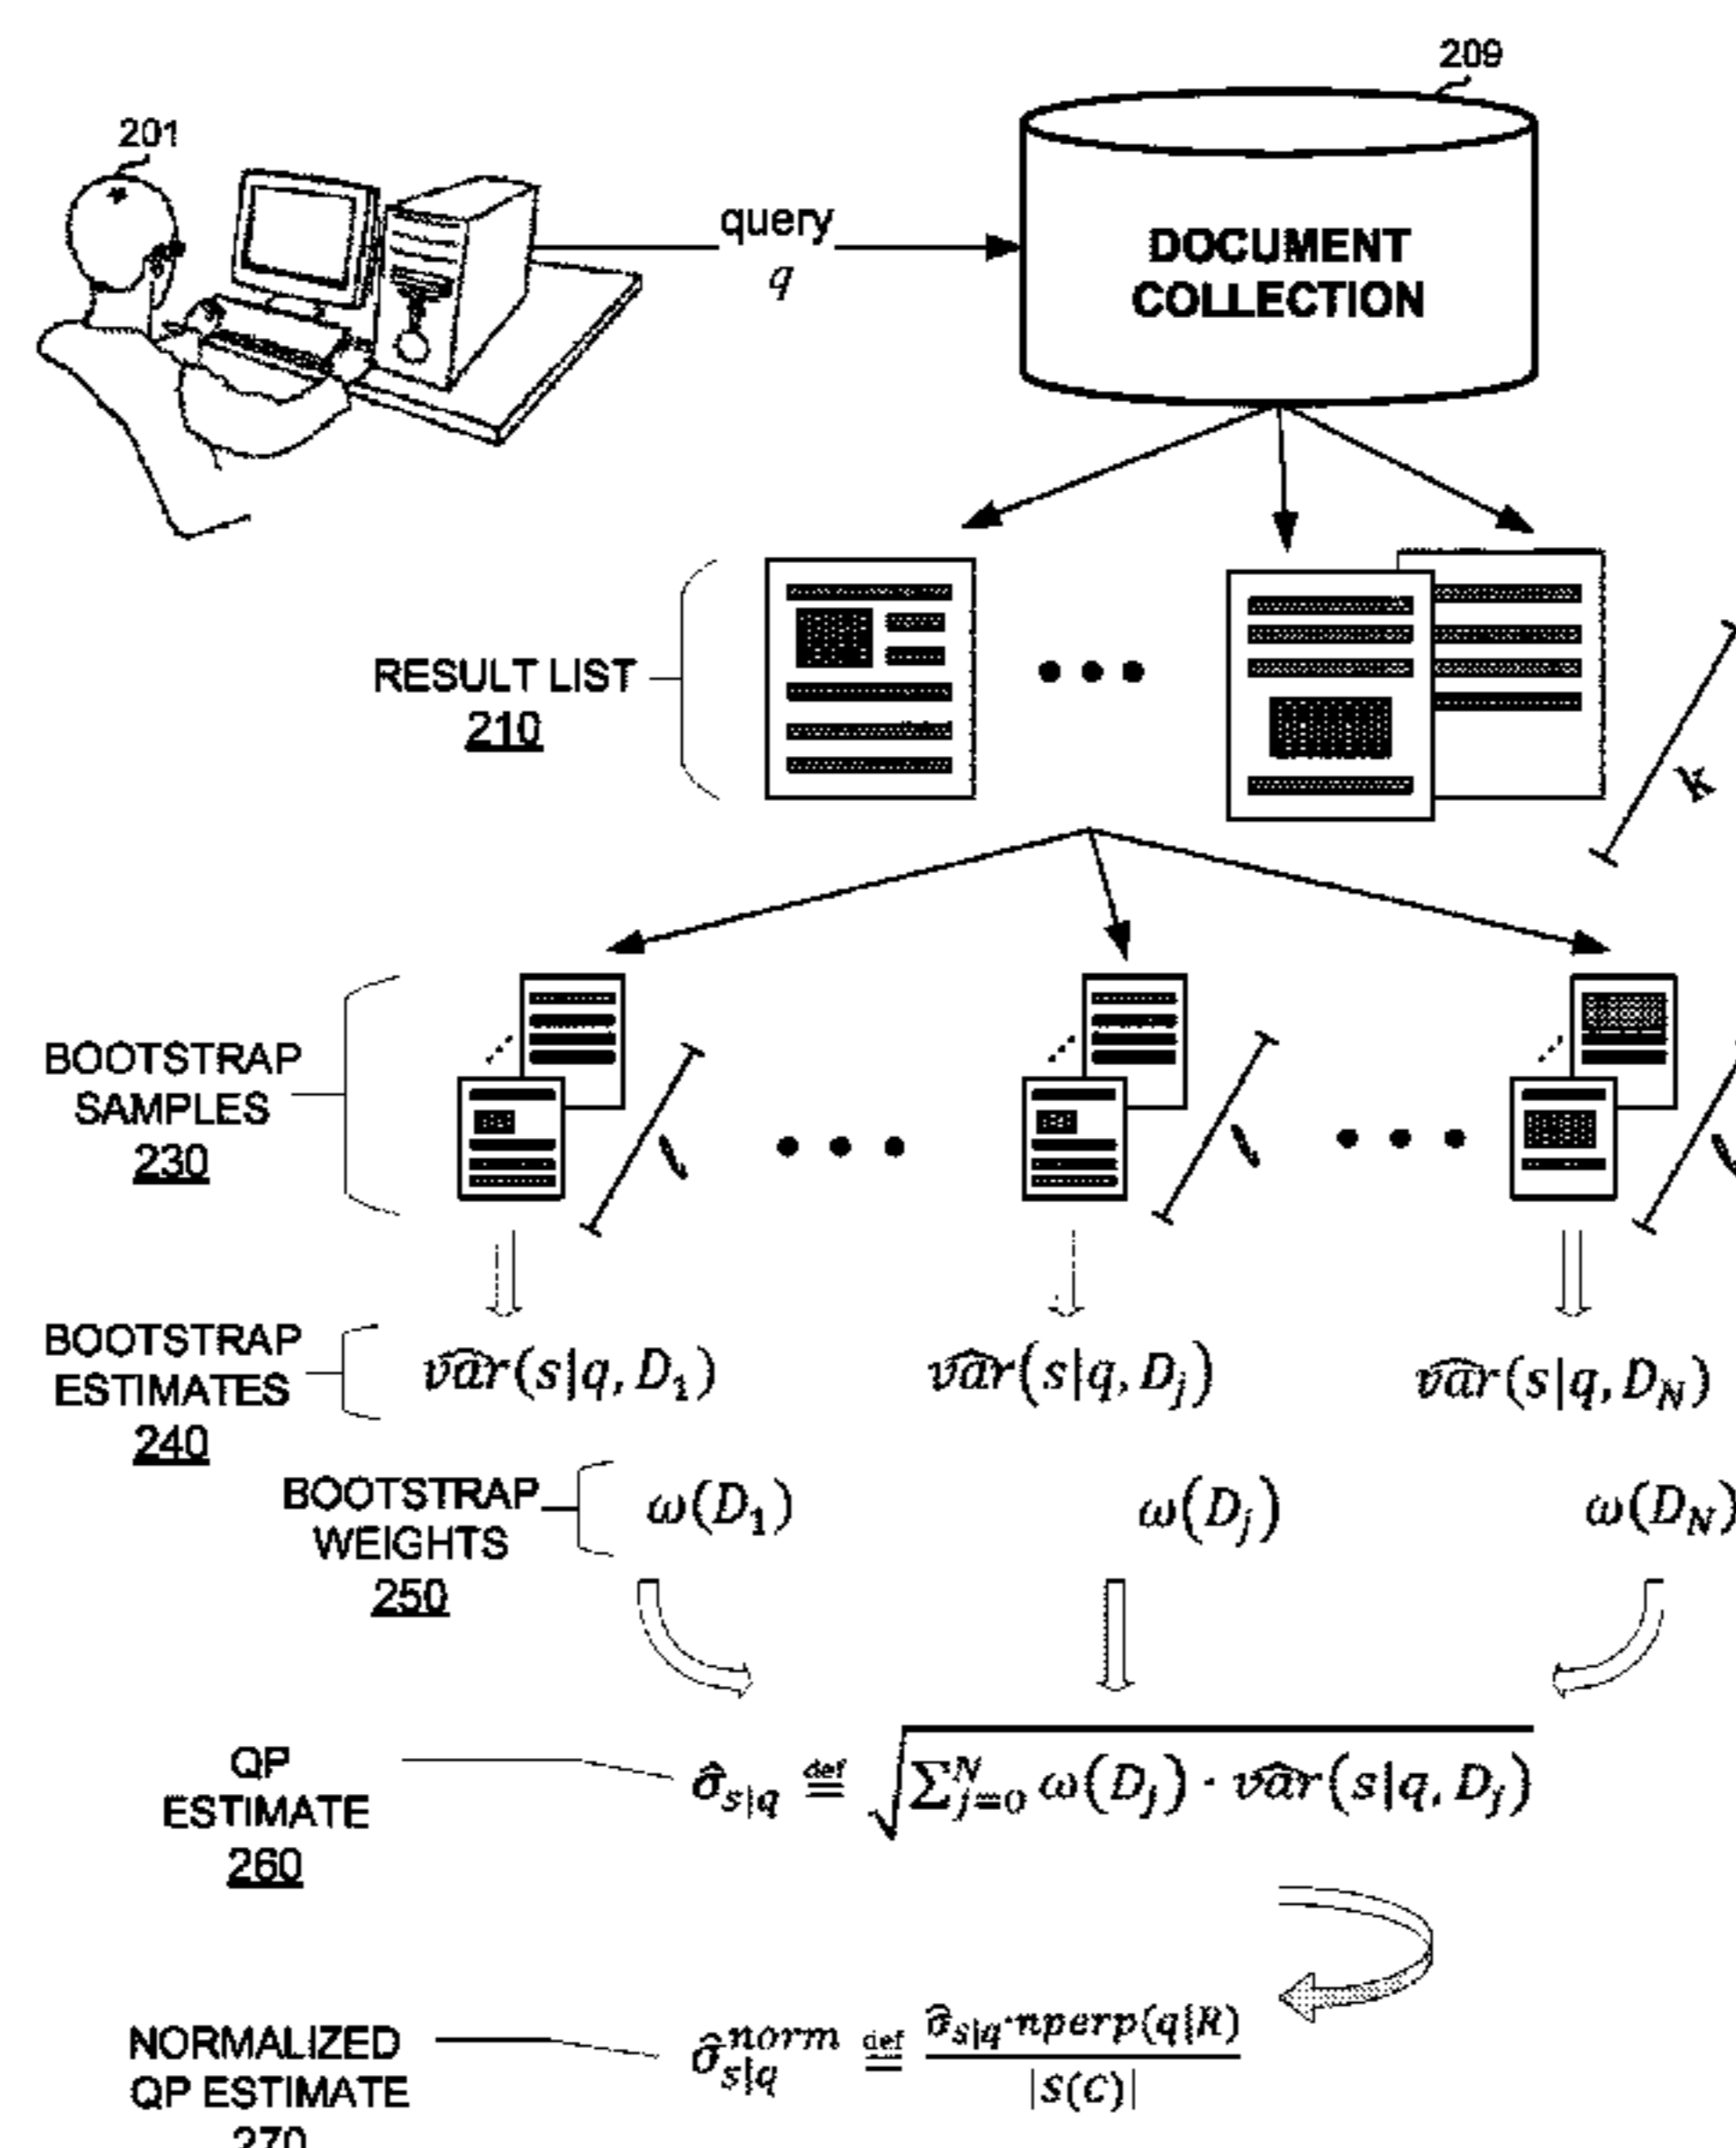 209
201
query
q
DOCUMENT
COLLECTION
RESULT LIST
210
k
BOOTSTRAP
SAMPLES
230
l
l
l
BOOTSTRAP
ESTIMATES
240
v̂ar(s|q, D₁)
v̂ar(s|q, Dⱼ)
v̂ar(s|q, D_N)
BOOTSTRAP
WEIGHTS
250
ω(D₁)
ω(Dⱼ)
ω(D_N)
QP
ESTIMATE
260
σ̂_{s|q} ≝ √(∑_{j=0}^{N} ω(Dⱼ) · v̂ar(s|q, Dⱼ))
NORMALIZED
QP ESTIMATE
270
σ̂_{s|q}^{norm} ≝ σ̂_{s|q}·nperp(q|R) / |S(C)|